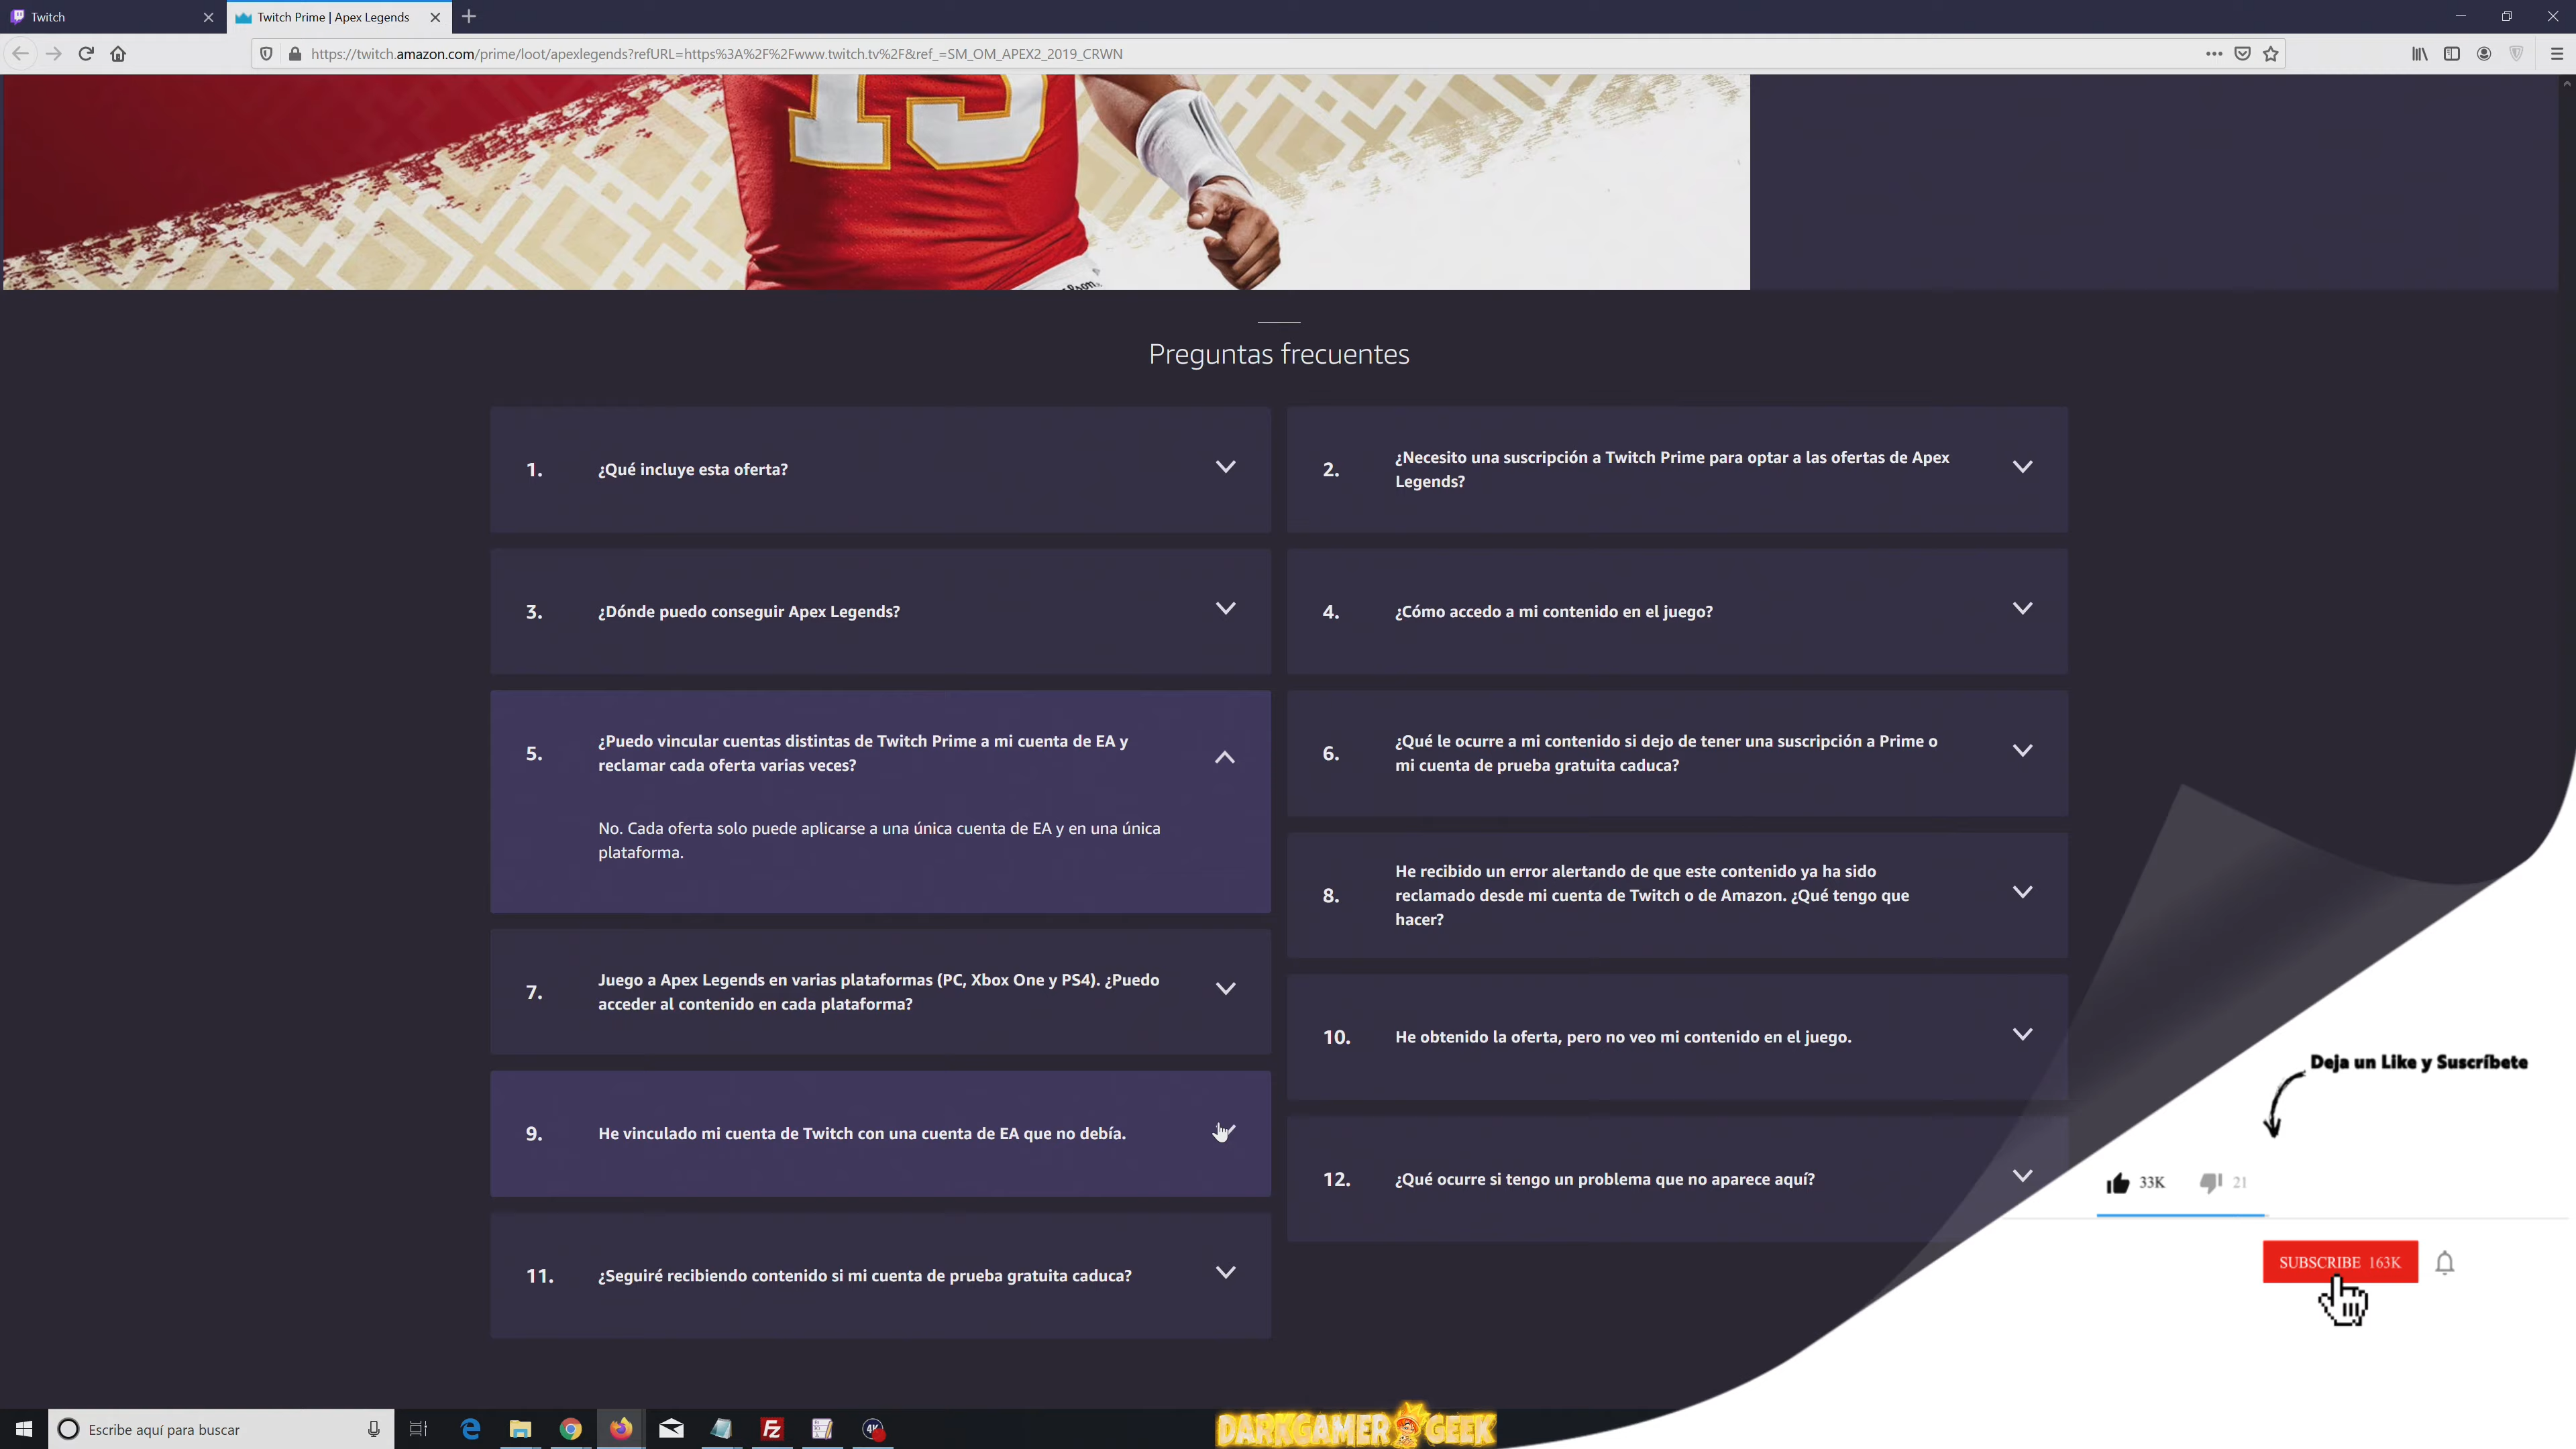 Twitch
Twitch Prime | Apex Legends
https://twitch.amazon.com/prime/loot/apexlegends?refURL=https%3A%2F%2Fwww.twitch.tv%2F&ref_=SM_OM_APEX2_2019_CRWN
15
Preguntas frecuentes
1. ¿Qué incluye esta oferta?
2. ¿Necesito una suscripción a Twitch Prime para optar a las ofertas de Apex
Legends?
3. ¿Dónde puedo conseguir Apex Legends?
4. ¿Cómo accedo a mi contenido en el juego?
5. ¿Puedo vincular cuentas distintas de Twitch Prime a mi cuenta de EA y
reclamar cada oferta varias veces?
No. Cada oferta solo puede aplicarse a una única cuenta de EA y en una única
plataforma.
6. ¿Qué le ocurre a mi contenido si dejo de tener una suscripción a Prime o
mi cuenta de prueba gratuita caduca?
7. Juego a Apex Legends en varias plataformas (PC, Xbox One y PS4). ¿Puedo
acceder al contenido en cada plataforma?
8. He recibido un error alertando de que este contenido ya ha sido
reclamado desde mi cuenta de Twitch o de Amazon. ¿Qué tengo que
hacer?
9. He vinculado mi cuenta de Twitch con una cuenta de EA que no debía.
10. He obtenido la oferta, pero no veo mi contenido en el juego.
11. ¿Seguiré recibiendo contenido si mi cuenta de prueba gratuita caduca?
12. ¿Qué ocurre si tengo un problema que no aparece aquí?
Deja un Like y Suscríbete
33K 21
SUBSCRIBE 163K
Escribe aquí para buscar
Fz
4K
DARKGAMER GEEK